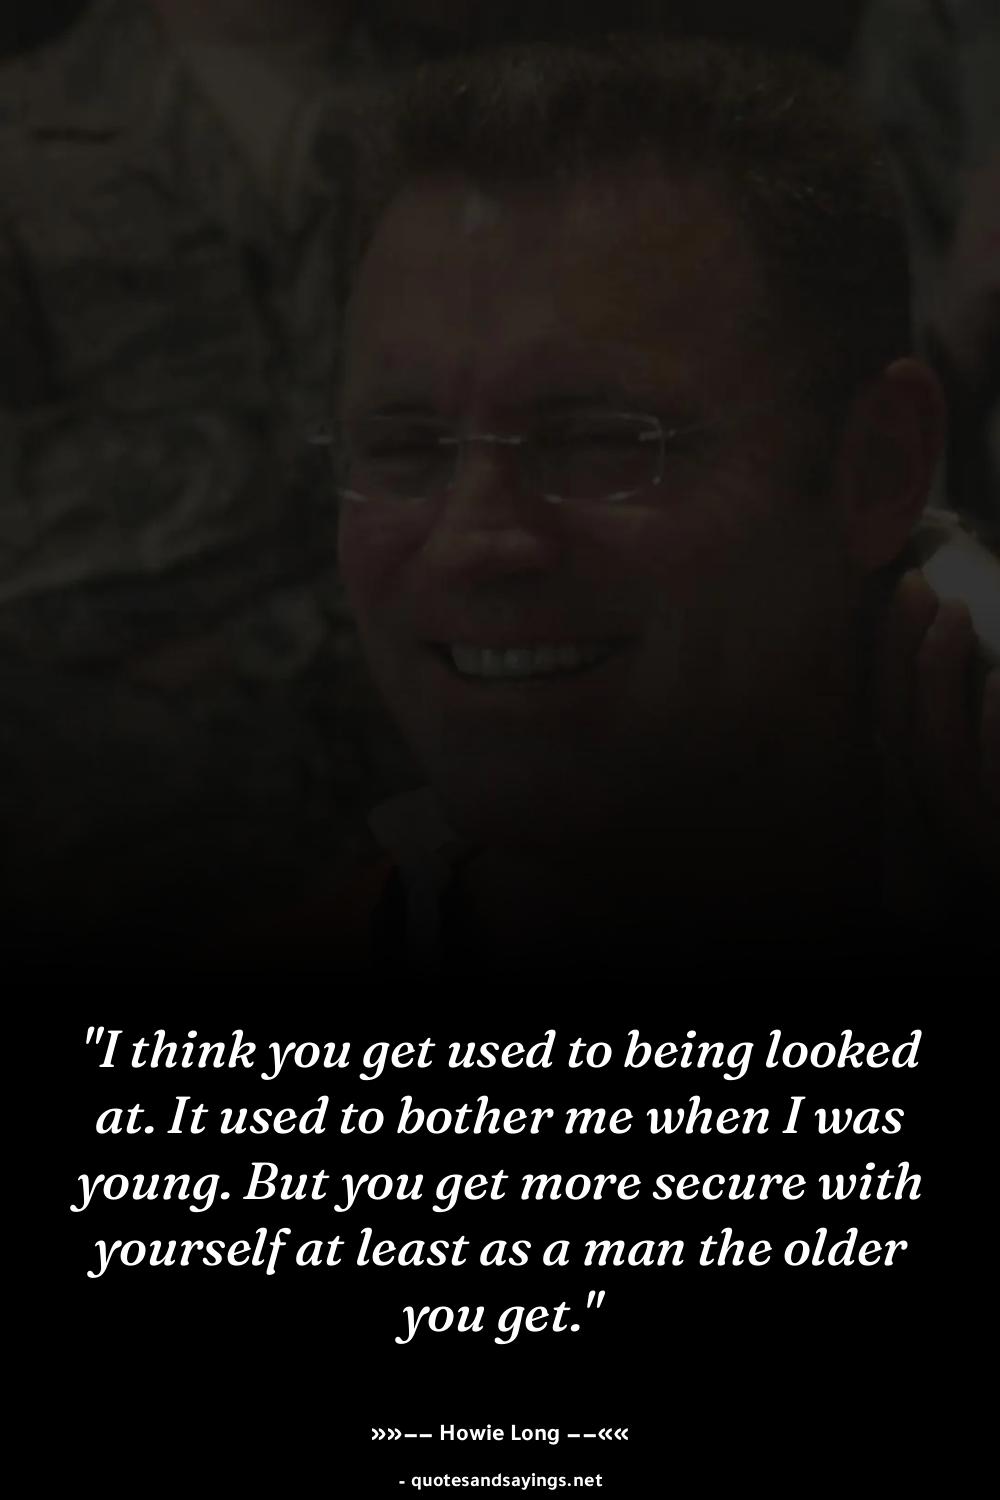 "I think you get used to being looked
at. It used to bother me when I was
young. But you get more secure with
yourself at least as a man the older
you get."
»»–– Howie Long ––««
- quotesandsayings.net